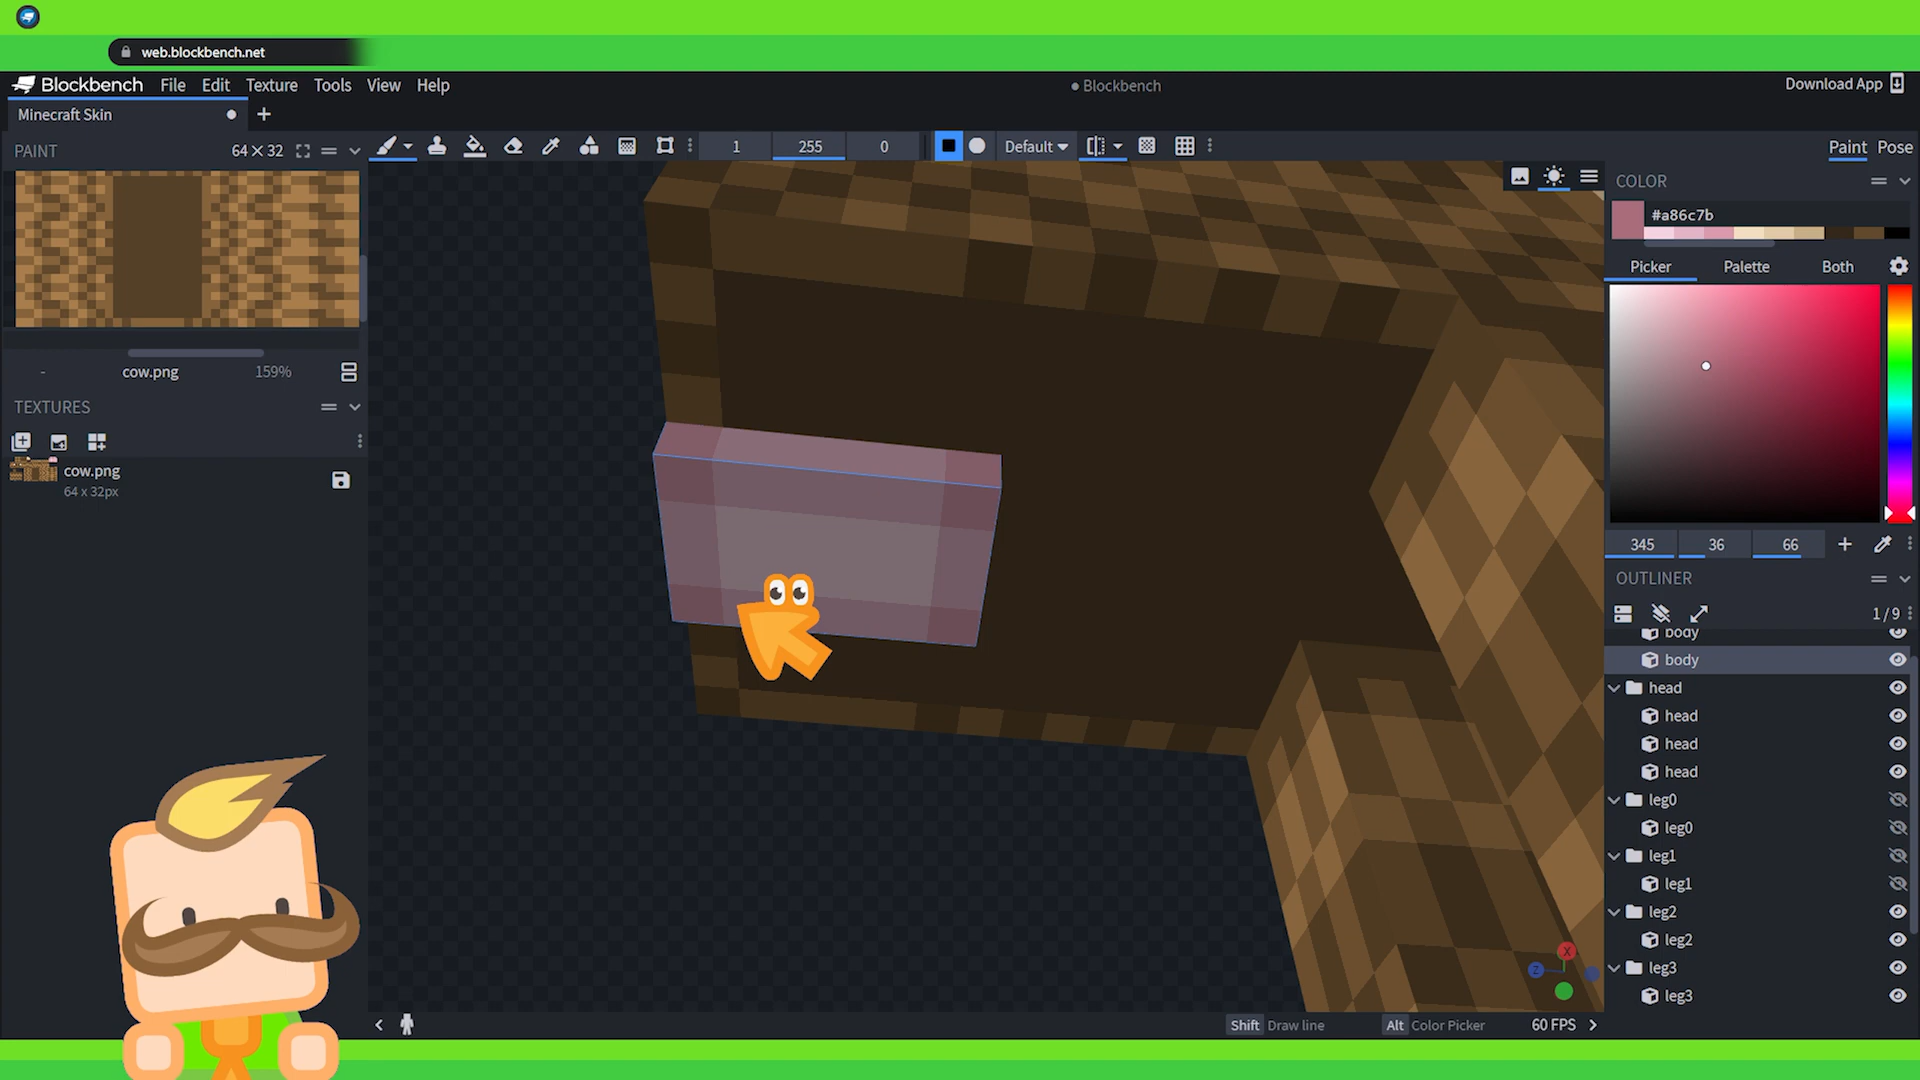 web.blockbench.net
Blockbench File Edit Texture Tools View Help
Blockbench
Download App
Minecraft Skin
PAINT 64×32
1 255 0 Default
Paint Pose
COLOR
#a86c7b
Picker Palette Both
cow.png 159%
TEXTURES
cow.png
64 x 32px
345 36 66
OUTLINER
1/9
body
body
head
head
head
head
leg0
leg0
leg1
leg1
leg2
leg2
leg3
leg3
X
Z
Shift Draw line Alt Color Picker 60 FPS